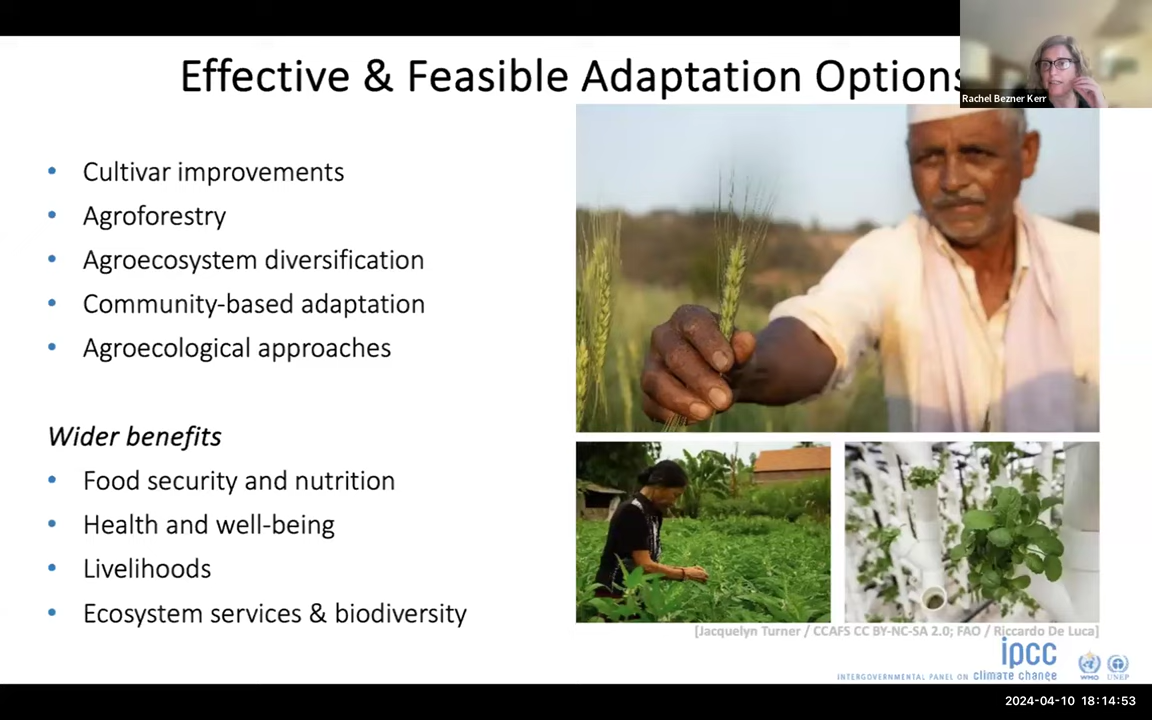 Effective & Feasible Adaptation Options
Rachel Bezner Kerr
• Cultivar improvements
• Agroforestry
• Agroecosystem diversification
• Community-based adaptation
• Agroecological approaches
Wider benefits
• Food security and nutrition
• Health and well-being
• Livelihoods
• Ecosystem services & biodiversity
[Jacquelyn Turner / CCAFS CC BY-NC-SA 2.0; FAO / Riccardo De Luca]
ipcc
INTERGOVERNMENTAL PANEL ON climate change
WMO UNEP
2024-04-10 18:14:53